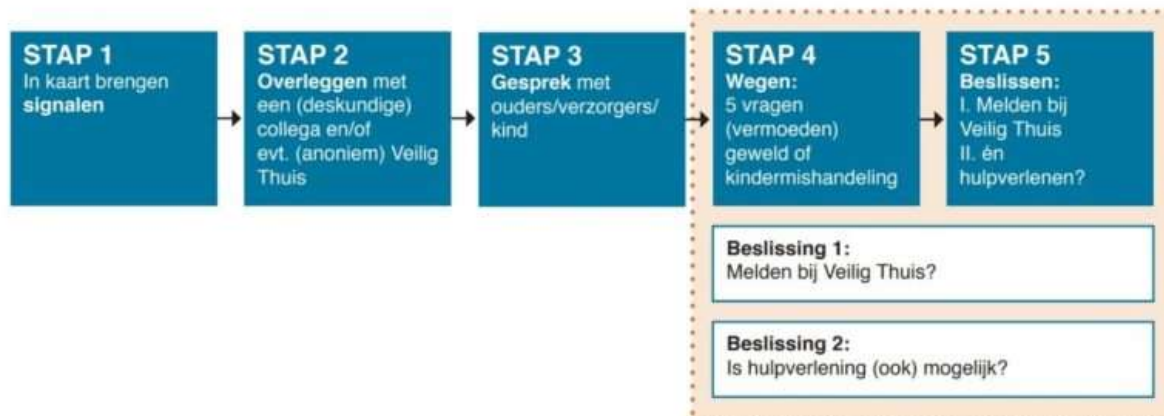 STAP 1
In kaart brengen
signalen
STAP 2
Overleggen met
een (deskundige)
collega en/of
evt. (anoniem) Veilig
Thuis
STAP 3
Gesprek met
ouders/verzorgers/
kind
STAP 4
Wegen:
5 vragen
(vermoeden)
geweld of
kindermishandeling
STAP 5
Beslissen:
I. Melden bij
Veilig Thuis
II. én
hulpverlenen?
Beslissing 1:
Melden bij Veilig Thuis?
Beslissing 2:
Is hulpverlening (ook) mogelijk?